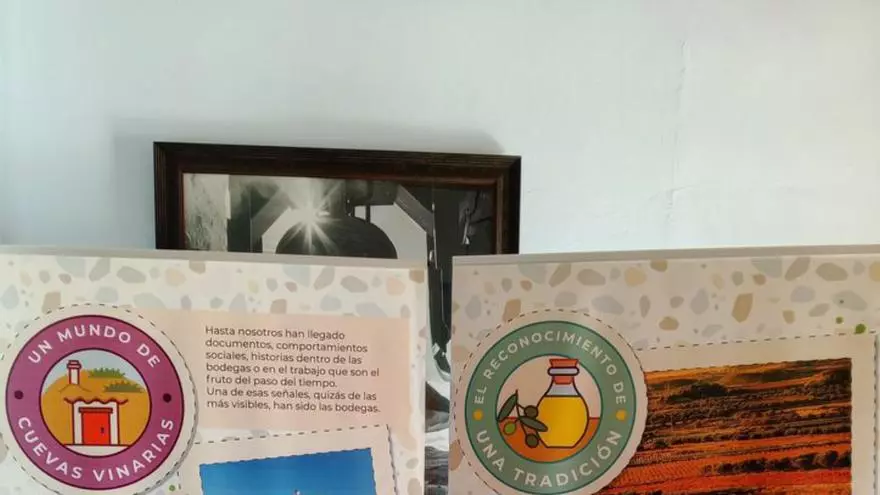 UN MUNDO DE
CUEVAS VINARIAS
Hasta nosotros han llegado
documentos, comportamientos
sociales, historias dentro de las
bodegas o en el trabajo que son el
fruto del paso del tiempo.
Una de esas señales, quizás de las
más visibles, han sido las bodegas.
EL RECONOCIMIENTO DE
UNA TRADICIÓN